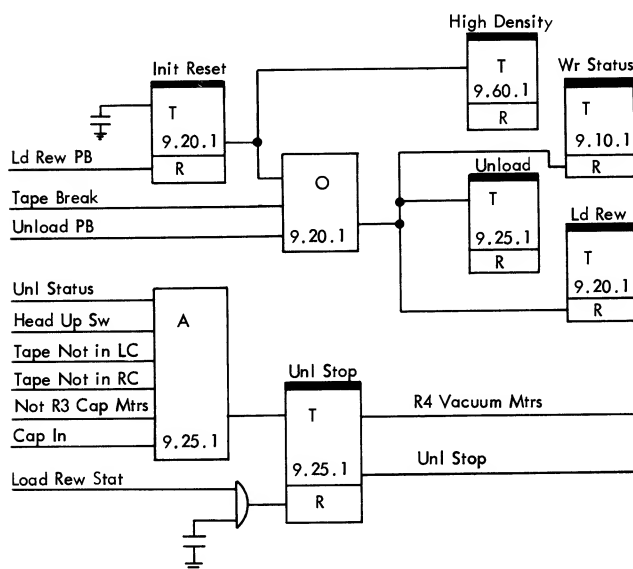 High Density
T
9.60.1
R
Wr Status
T
9.10.1
R
Init Reset
T
9.20.1
R
Ld Rew PB
Tape Break
Unload PB
O
9.20.1
Unload
T
9.25.1
R
Ld Rew
T
9.20.1
R
Unl Status
Head Up Sw
Tape Not in LC
Tape Not in RC
Not R3 Cap Mtrs
Cap In
A
9.25.1
Unl Stop
T
9.25.1
R
R4 Vacuum Mtrs
Unl Stop
Load Rew Stat